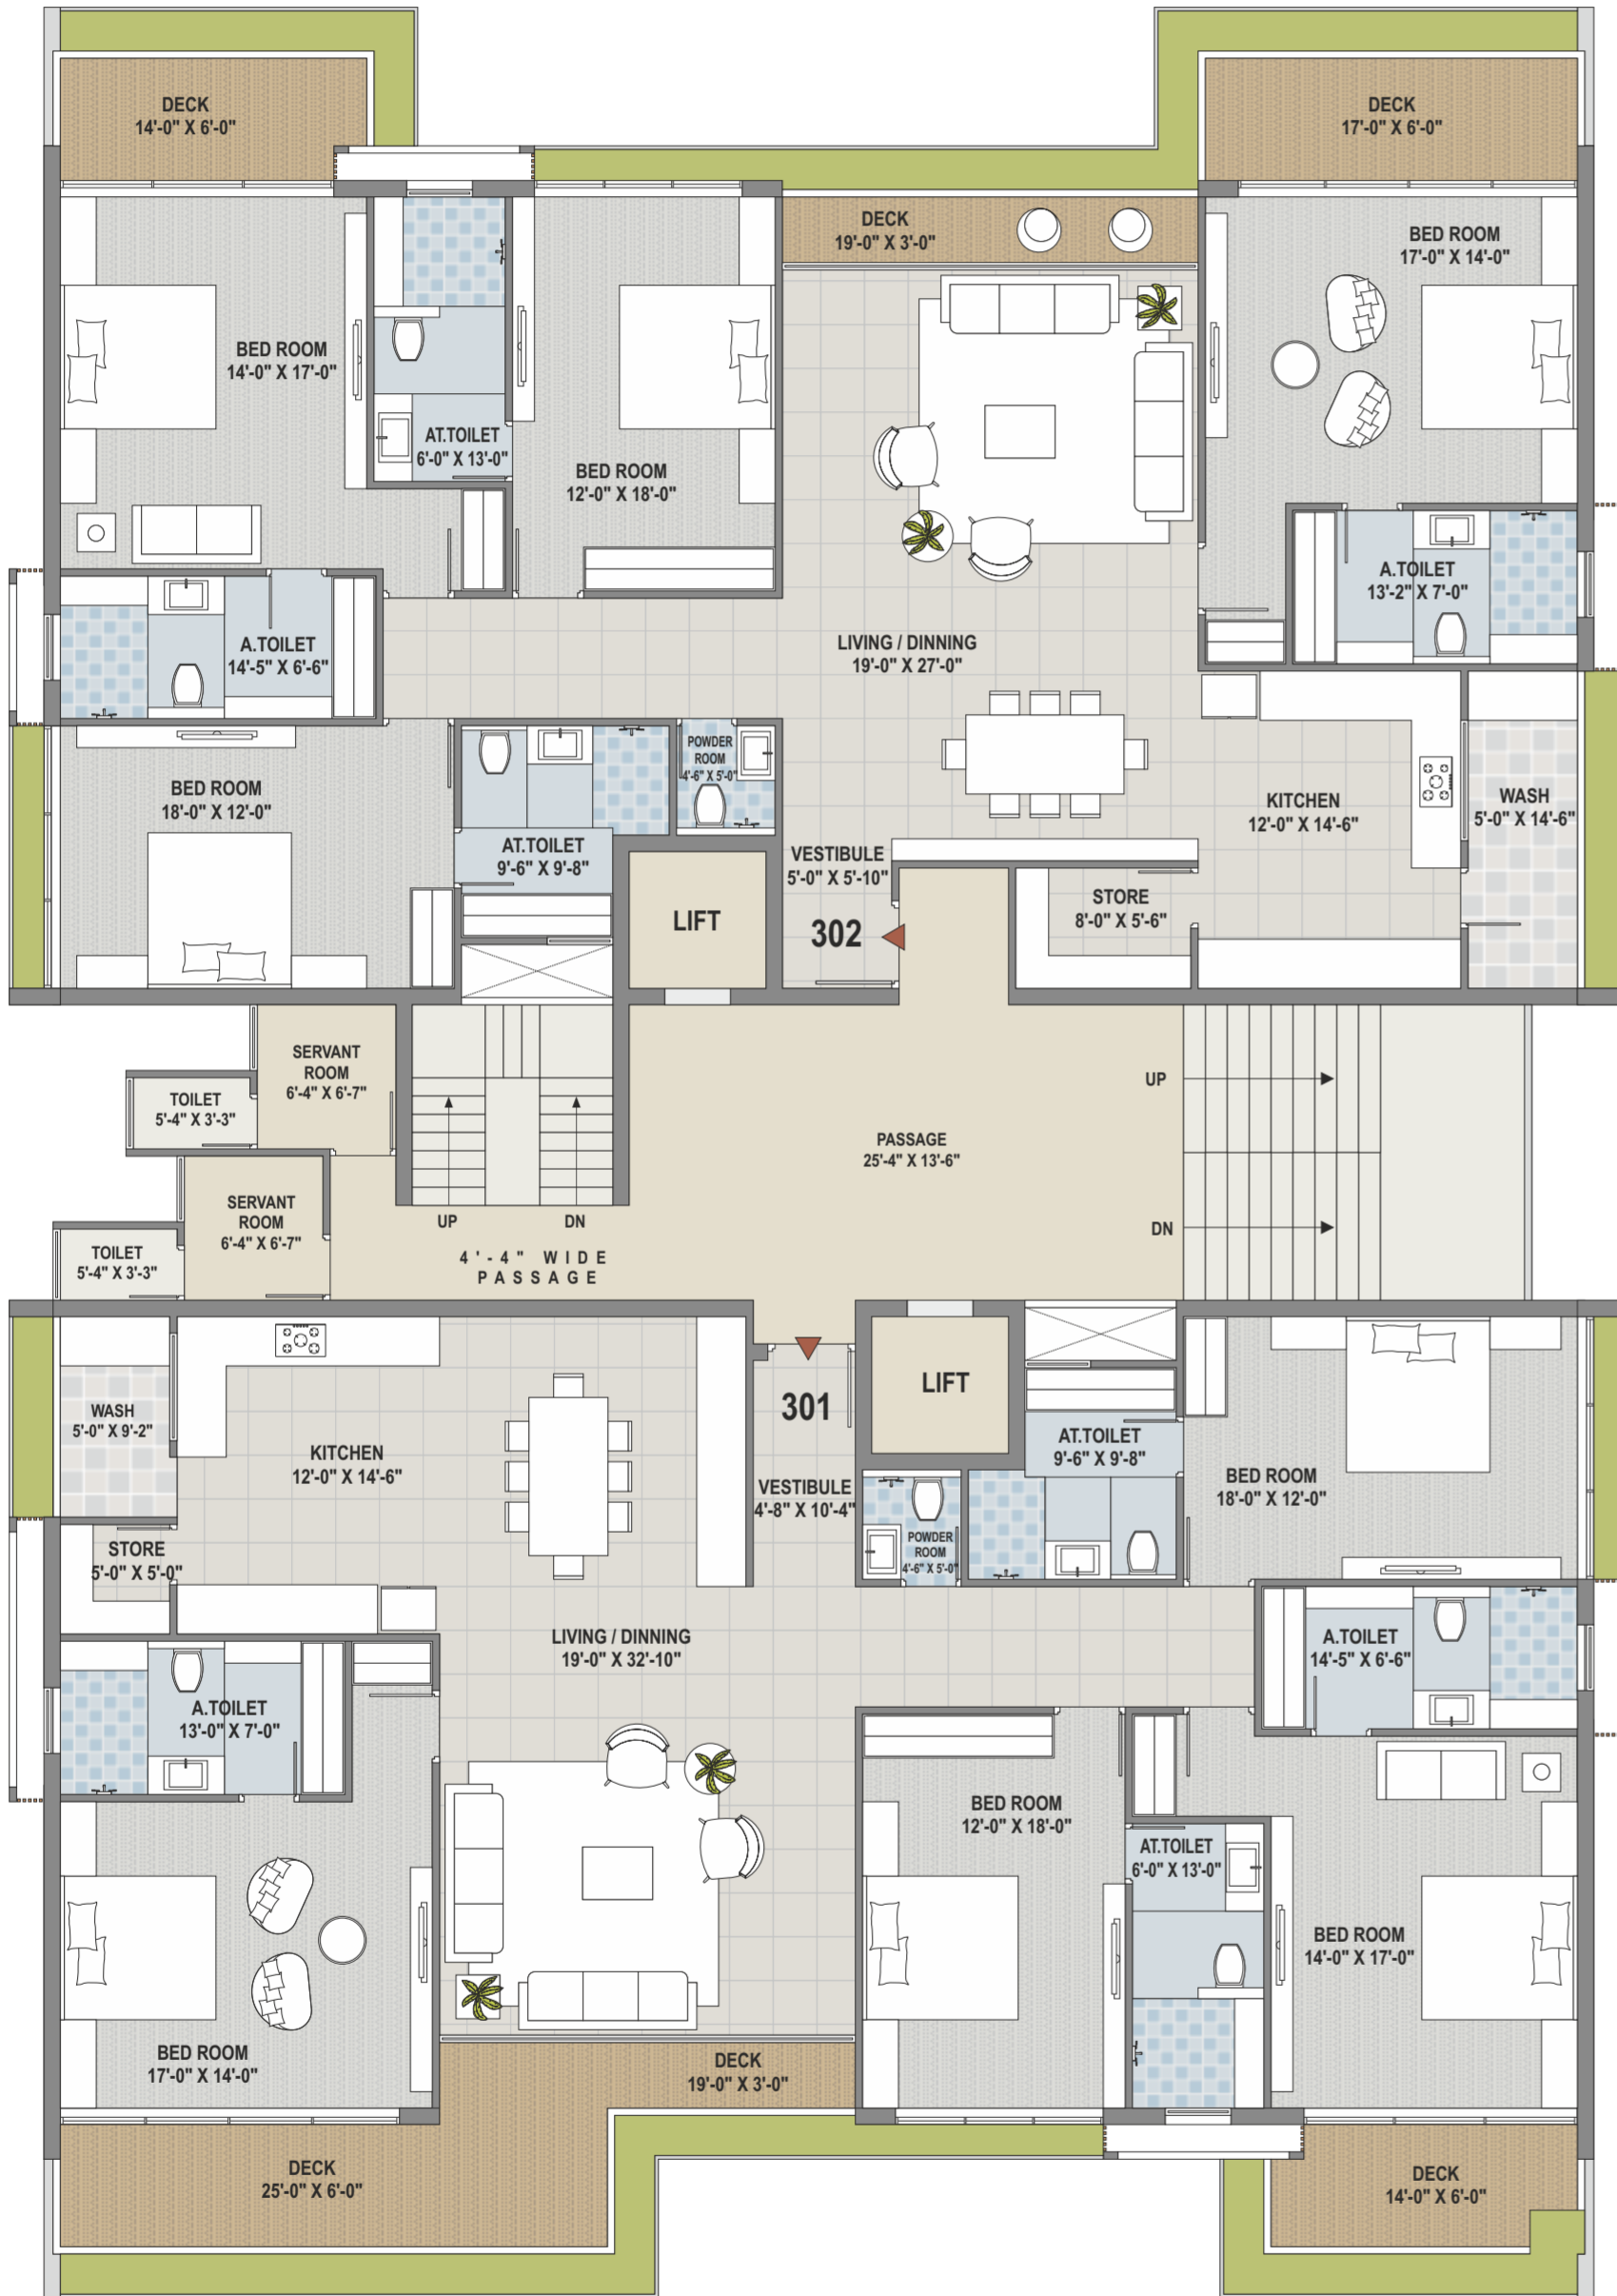 DECK
14'-0" X 6'-0"
DECK
17'-0" X 6'-0"
DECK
19'-0" X 3'-0"
BED ROOM
17'-0" X 14'-0"
BED ROOM
14'-0" X 17'-0"
AT.TOILET
6'-0" X 13'-0"
BED ROOM
12'-0" X 18'-0"
A.TOILET
13'-2" X 7'-0"
A.TOILET
14'-5" X 6'-6"
LIVING / DINNING
19'-0" X 27'-0"
BED ROOM
18'-0" X 12'-0"
POWDER
ROOM
4'-6" X 5'-0"
AT.TOILET
9'-6" X 9'-8"
KITCHEN
12'-0" X 14'-6"
WASH
5'-0" X 14'-6"
VESTIBULE
5'-0" X 5'-10"
STORE
8'-0" X 5'-6"
LIFT
302
SERVANT
ROOM
6'-4" X 6'-7"
TOILET
5'-4" X 3'-3"
UP
PASSAGE
25'-4" X 13'-6"
SERVANT
ROOM
6'-4" X 6'-7"
UP
DN
DN
TOILET
5'-4" X 3'-3"
4'-4" WIDE
PASSAGE
LIFT
301
WASH
5'-0" X 9'-2"
KITCHEN
12'-0" X 14'-6"
AT.TOILET
9'-6" X 9'-8"
BED ROOM
18'-0" X 12'-0"
VESTIBULE
4'-8" X 10'-4"
STORE
5'-0" X 5'-0"
POWDER
ROOM
4'-6" X 5'-0"
LIVING / DINNING
19'-0" X 32'-10"
A.TOILET
14'-5" X 6'-6"
A.TOILET
13'-0" X 7'-0"
BED ROOM
12'-0" X 18'-0"
AT.TOILET
6'-0" X 13'-0"
BED ROOM
14'-0" X 17'-0"
BED ROOM
17'-0" X 14'-0"
DECK
19'-0" X 3'-0"
DECK
25'-0" X 6'-0"
DECK
14'-0" X 6'-0"